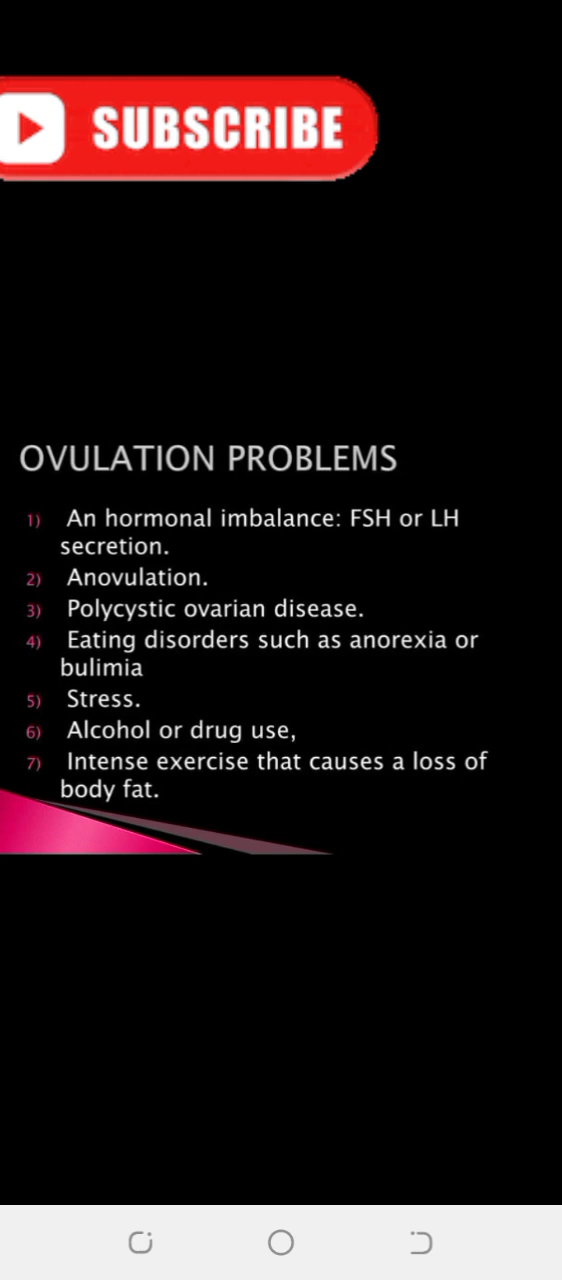 SUBSCRIBE
OVULATION PROBLEMS
1) An hormonal imbalance: FSH or LH
secretion.
2) Anovulation.
3) Polycystic ovarian disease.
4) Eating disorders such as anorexia or
bulimia
5) Stress.
6) Alcohol or drug use,
7) Intense exercise that causes a loss of
body fat.